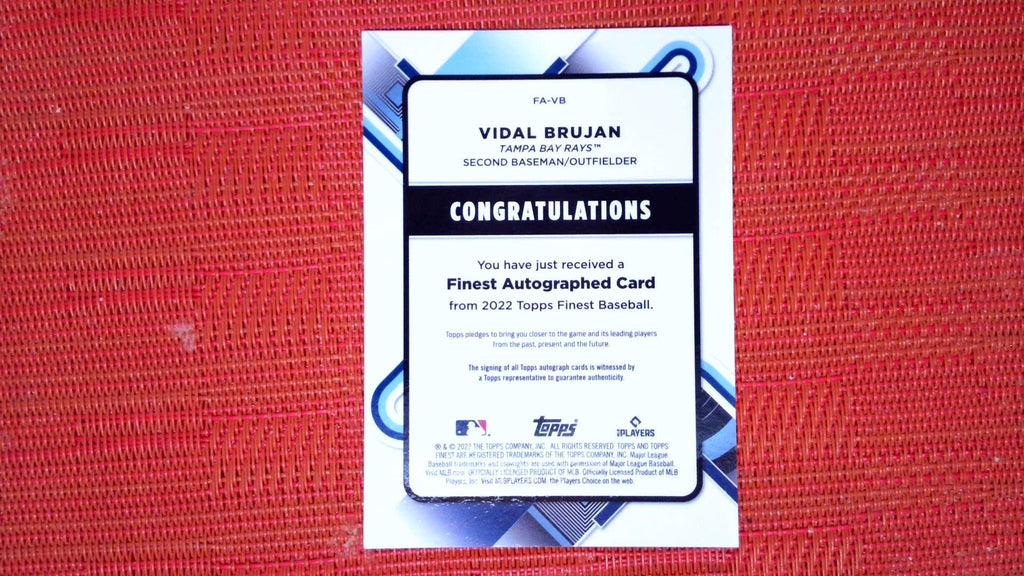 FA-VB
VIDAL BRUJAN
TAMPA BAY RAYS™
SECOND BASEMAN/OUTFIELDER
CONGRATULATIONS
You have just received a
Finest Autographed Card
from 2022 Topps Finest Baseball.
Topps pledges to bring you closer to the game and its leading players
from the past, present and the future.
The signing of all Topps autograph cards is witnessed by
a Topps representative to guarantee authenticity.
topps
PLAYERS
® & © 2022 THE TOPPS COMPANY, INC. ALL RIGHTS RESERVED. TOPPS AND TOPPS
FINEST ARE REGISTERED TRADEMARKS OF THE TOPPS COMPANY, INC. Major League
Baseball trademarks and copyrights are used with permission of Major League Baseball.
Visit MLB.com. OFFICIALLY LICENSED PRODUCT OF MLB. Officially Licensed Product of MLB
Players, Inc. Visit MLBPLAYERS.COM, the Players Choice on the web.